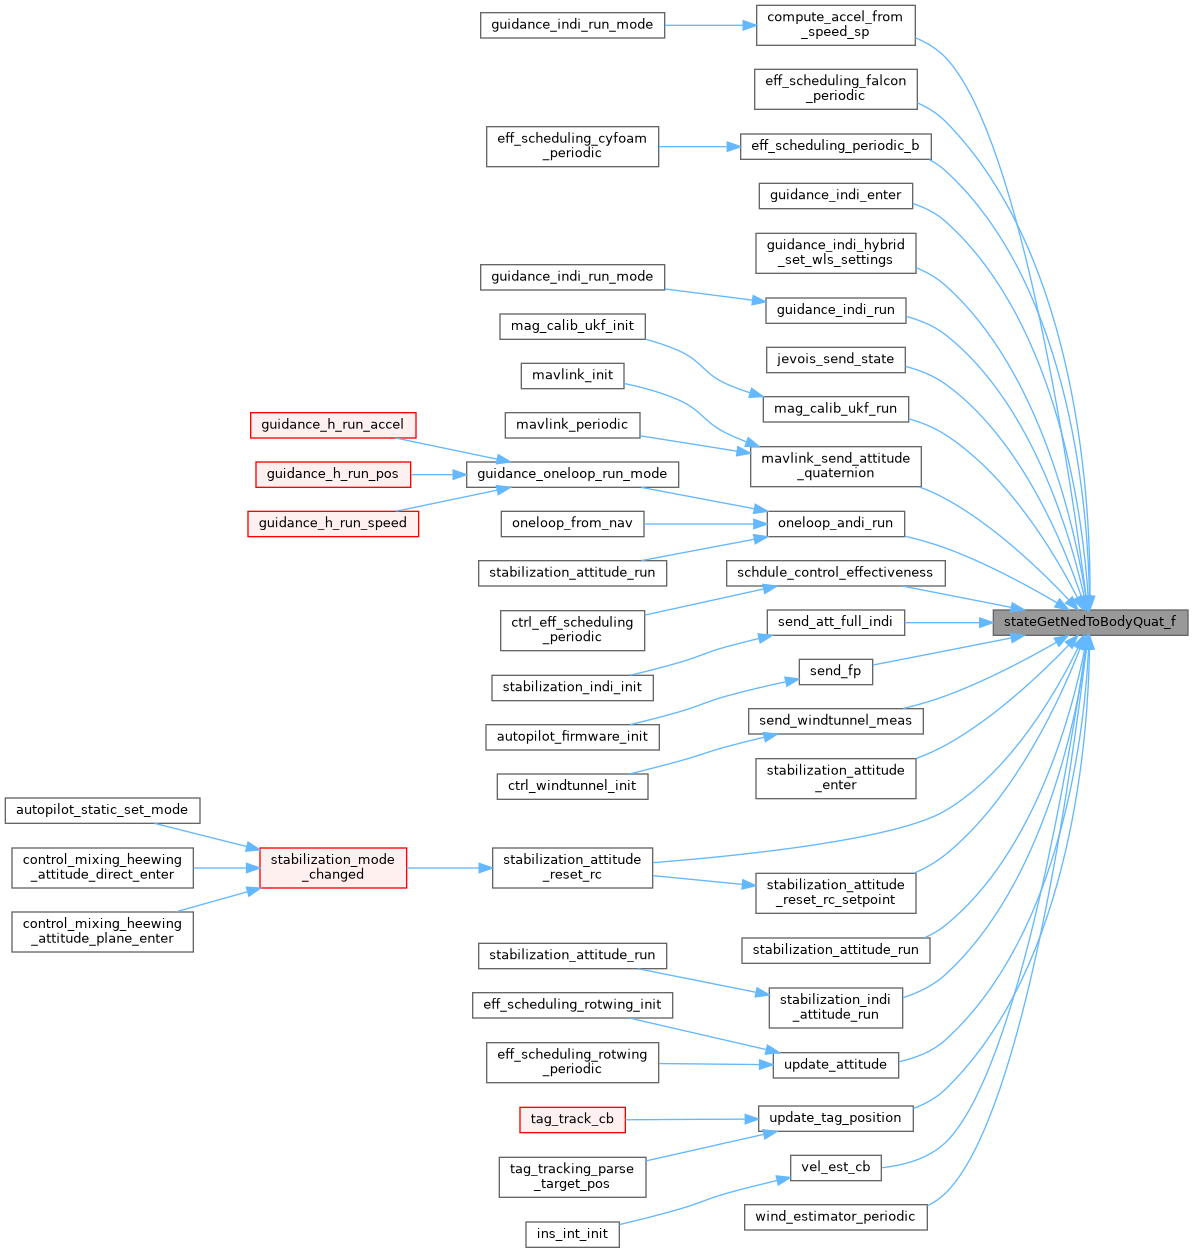 guidance_indi_run_mode
compute_accel_from
_speed_sp
eff_scheduling_falcon
_periodic
eff_scheduling_cyfoam
_periodic
eff_scheduling_periodic_b
guidance_indi_enter
guidance_indi_hybrid
_set_wls_settings
guidance_indi_run_mode
guidance_indi_run
mag_calib_ukf_init
jevois_send_state
mavlink_init
mag_calib_ukf_run
guidance_h_run_accel
mavlink_periodic
mavlink_send_attitude
_quaternion
guidance_h_run_pos
guidance_oneloop_run_mode
guidance_h_run_speed
oneloop_from_nav
oneloop_andi_run
stabilization_attitude_run
schdule_control_effectiveness
ctrl_eff_scheduling
_periodic
send_att_full_indi
stateGetNedToBodyQuat_f
stabilization_indi_init
send_fp
autopilot_firmware_init
send_windtunnel_meas
ctrl_windtunnel_init
stabilization_attitude
_enter
autopilot_static_set_mode
control_mixing_heewing
_attitude_direct_enter
stabilization_mode
_changed
stabilization_attitude
_reset_rc
stabilization_attitude
_reset_rc_setpoint
control_mixing_heewing
_attitude_plane_enter
stabilization_attitude_run
stabilization_attitude_run
stabilization_indi
_attitude_run
eff_scheduling_rotwing_init
eff_scheduling_rotwing
_periodic
update_attitude
tag_track_cb
update_tag_position
tag_tracking_parse
_target_pos
vel_est_cb
wind_estimator_periodic
ins_int_init